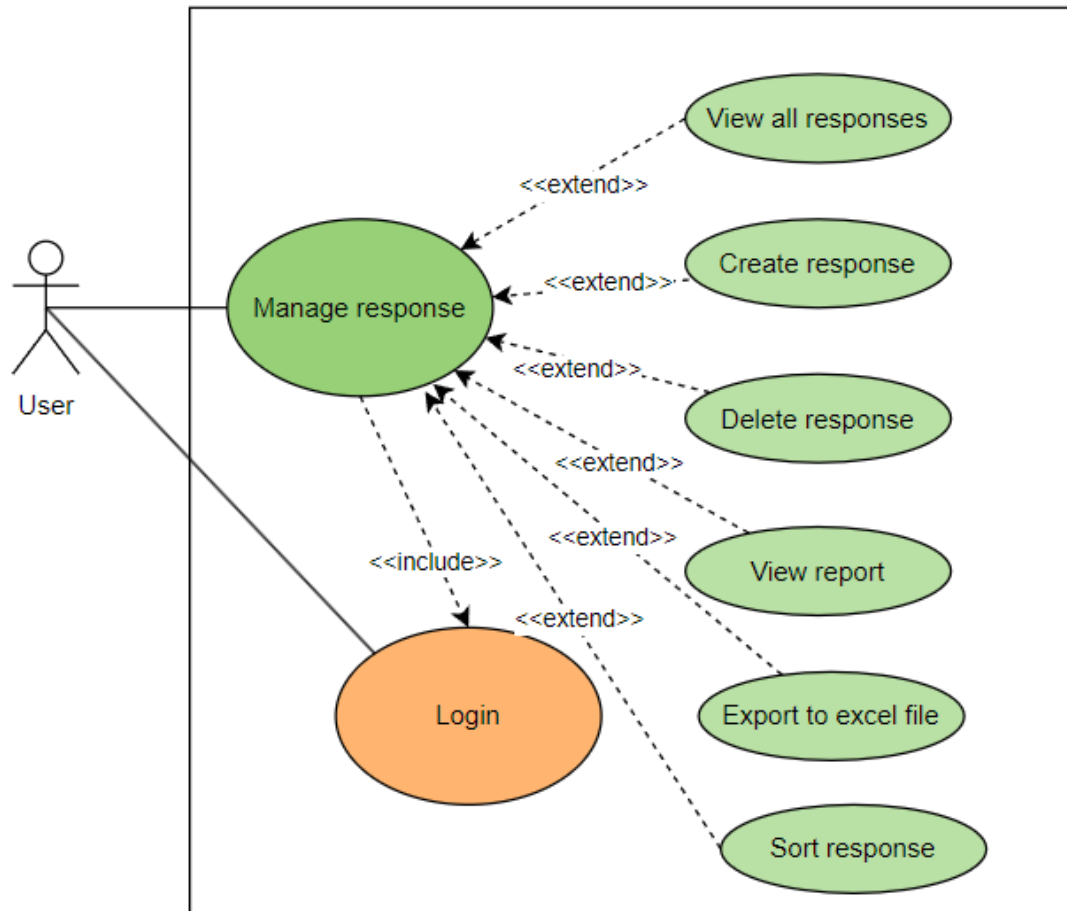 View all responses
<<extend>>
Create response
<<extend>>
Manage response
<<extend>>
User
Delete response
<<extend>>
<<extend>>
<<include>>
View report
<<extend>>
Login
Export to excel file
Sort response